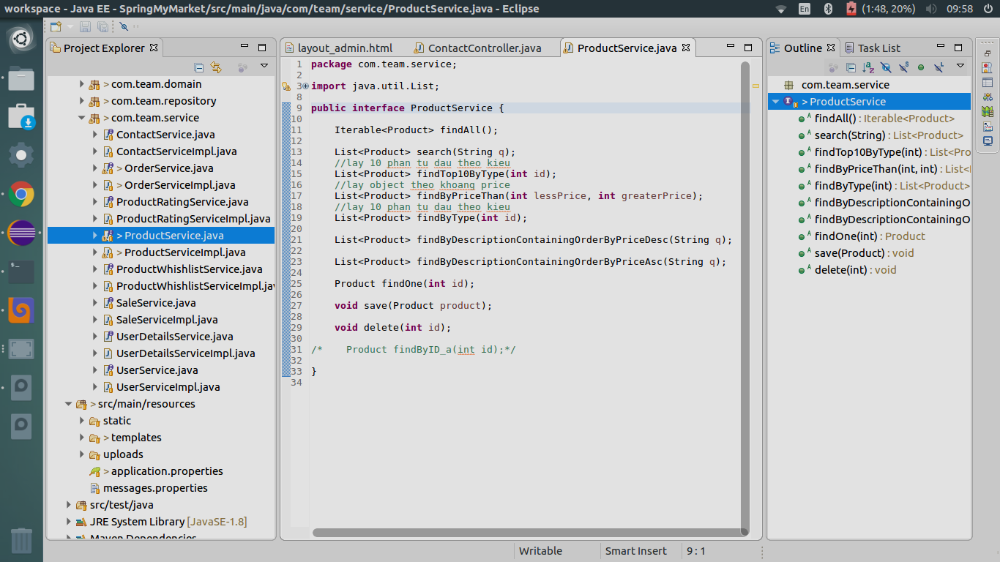 workspace - Java EE - SpringMyMarket/src/main/java/com/team/service/ProductService.java - Eclipse
En
(1:48, 20%)
09:58
Project Explorer
> com.team.domain
> com.team.repository
> com.team.service
ContactService.java
ContactServiceImpl.java
> OrderService.java
> OrderServiceImpl.java
ProductRatingService.java
ProductRatingServiceImpl.java
> ProductService.java
> ProductServiceImpl.java
ProductWhishlistService.java
ProductWhishlistServiceImpl.jav
SaleService.java
SaleServiceImpl.java
UserDetailsService.java
UserDetailsServiceImpl.java
UserService.java
UserServiceImpl.java
> src/main/resources
static
> templates
uploads
> application.properties
messages.properties
src/test/java
JRE System Library [JavaSE-1.8]
Maven Dependencies
layout_admin.html
ContactController.java
ProductService.java
1 package com.team.service;
2
3 import java.util.List;
8
9 public interface ProductService {
10
11 Iterable<Product> findAll();
12
13 List<Product> search(String q);
14 //lay 10 phan tu dau theo kieu
15 List<Product> findTop10ByType(int id);
16 //lay object theo khoang price
17 List<Product> findByPriceThan(int lessPrice, int greaterPrice);
18 //lay 10 phan tu dau theo kieu
19 List<Product> findByType(int id);
20
21 List<Product> findByDescriptionContainingOrderByPriceDesc(String q);
22
23 List<Product> findByDescriptionContainingOrderByPriceAsc(String q);
24
25 Product findOne(int id);
26
27 void save(Product product);
28
29 void delete(int id);
30
31 /* Product findByID_a(int id);*/
32
33 }
34
Outline
Task List
com.team.service
> ProductService
findAll() : Iterable<Product>
search(String) : List<Product>
findTop10ByType(int) : List<Pro
findByPriceThan(int, int) : List<
findByType(int) : List<Product>
findByDescriptionContainingO
findByDescriptionContainingO
findOne(int) : Product
save(Product) : void
delete(int) : void
Writable
Smart Insert
9 : 1